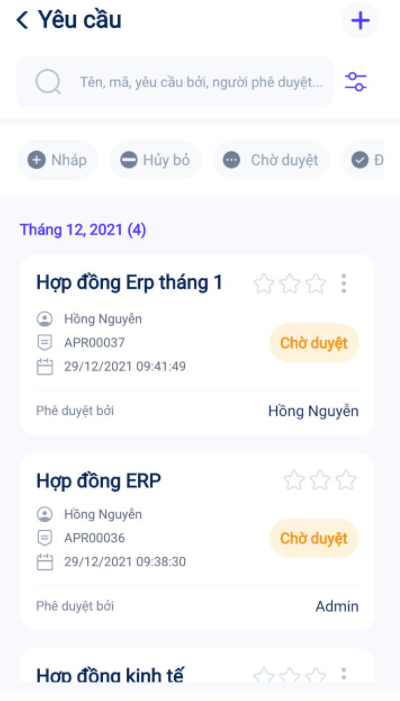 Yêu cầu
Tên, mã, yêu cầu bởi, người phê duyệt...
Nháp
Hủy bỏ
Chờ duyệt
Đ
Tháng 12, 2021 (4)
Hợp đồng Erp tháng 1
Hồng Nguyễn
APR00037
Chờ duyệt
29/12/2021 09:41:49
Phê duyệt bởi
Hồng Nguyễn
Hợp đồng ERP
Hồng Nguyễn
APR00036
Chờ duyệt
29/12/2021 09:38:30
Phê duyệt bởi
Admin
Hợp đồng kinh tế